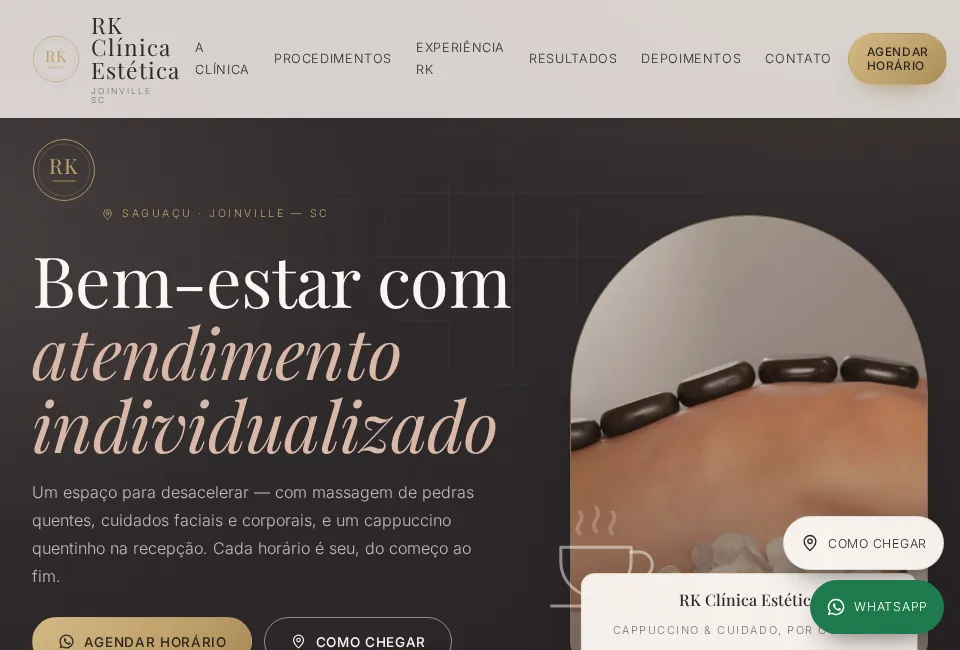 RK
RK
Clínica
Estética
JOINVILLE ·
SC
A
CLÍNICA
PROCEDIMENTOS
EXPERIÊNCIA
RK
RESULTADOS
DEPOIMENTOS
CONTATO
AGENDAR
HORÁRIO
RK
SAGUAÇU · JOINVILLE — SC
Bem-estar com
atendimento
individualizado
Um espaço para desacelerar — com massagem de pedras
quentes, cuidados faciais e corporais, e um cappuccino
quentinho na recepção. Cada horário é seu, do começo ao
fim.
AGENDAR HORÁRIO
COMO CHEGAR
COMO CHEGAR
RK Clínica
WHATSAPP
CAPPUCCINO & CUIDADO, POR